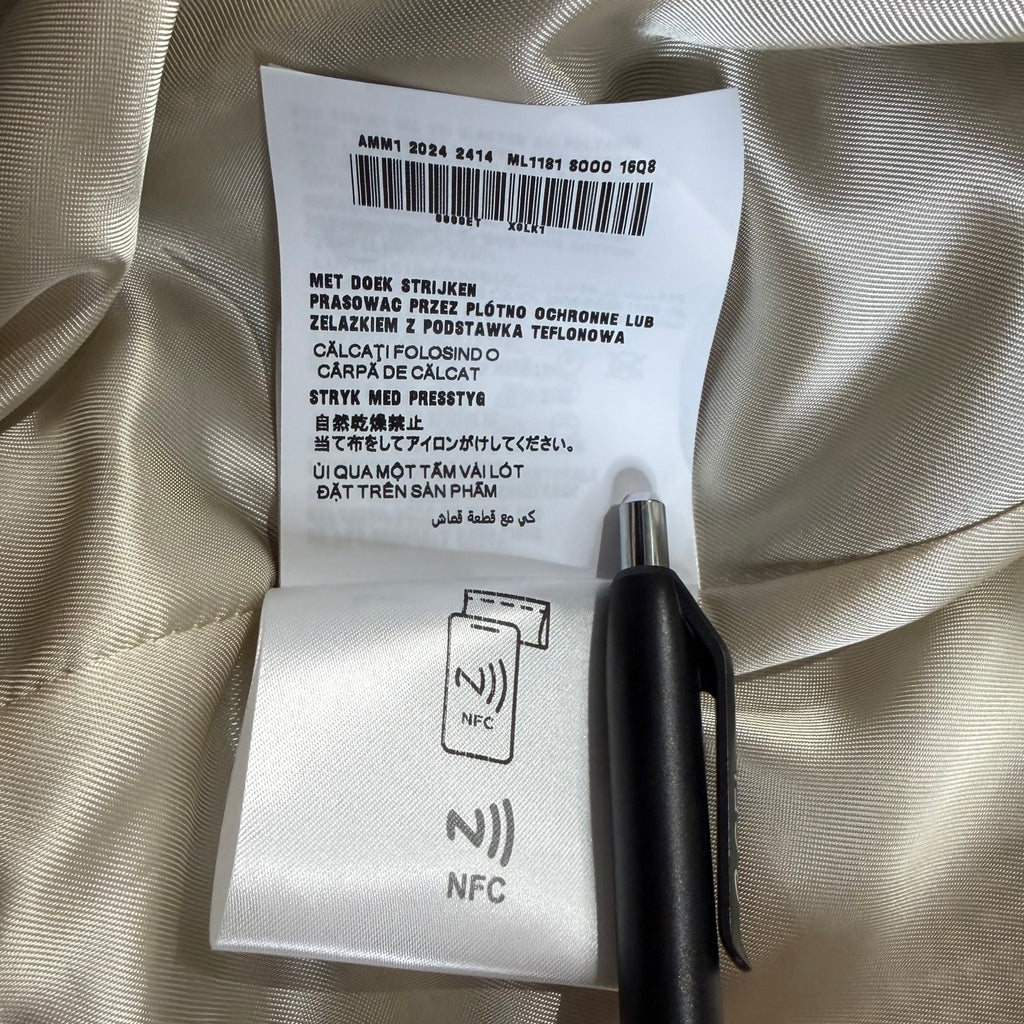 AMM1 2024 2414 ML1181 S000 16Q8
MET DOEK STRIJKEN
PRASOWAC PRZEZ PLÓTNO OCHRONNE LUB
ZELAZKIEM Z PODSTAWKA TEFLONOWA
CĂLCAȚI FOLOSIND O
CÂRPĂ DE CĂLCAT
STRYK MED PRESSTYG
自然乾燥禁止
当て布をしてアイロンがけしてください。
ỦI QUA MỘT TẤM VẢI LÓT
ĐẶT TRÊN SẢN PHẨM
كي مع قطعة قماش
NFC
NFC